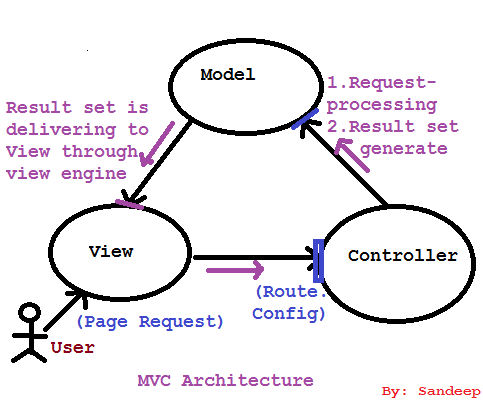 Model
1.Request-
processing
2.Result set
generate
Result set is
delivering to
View through
view engine
View
Controller
(Route.
Config)
(Page Request)
User
MVC Architecture
By: Sandeep